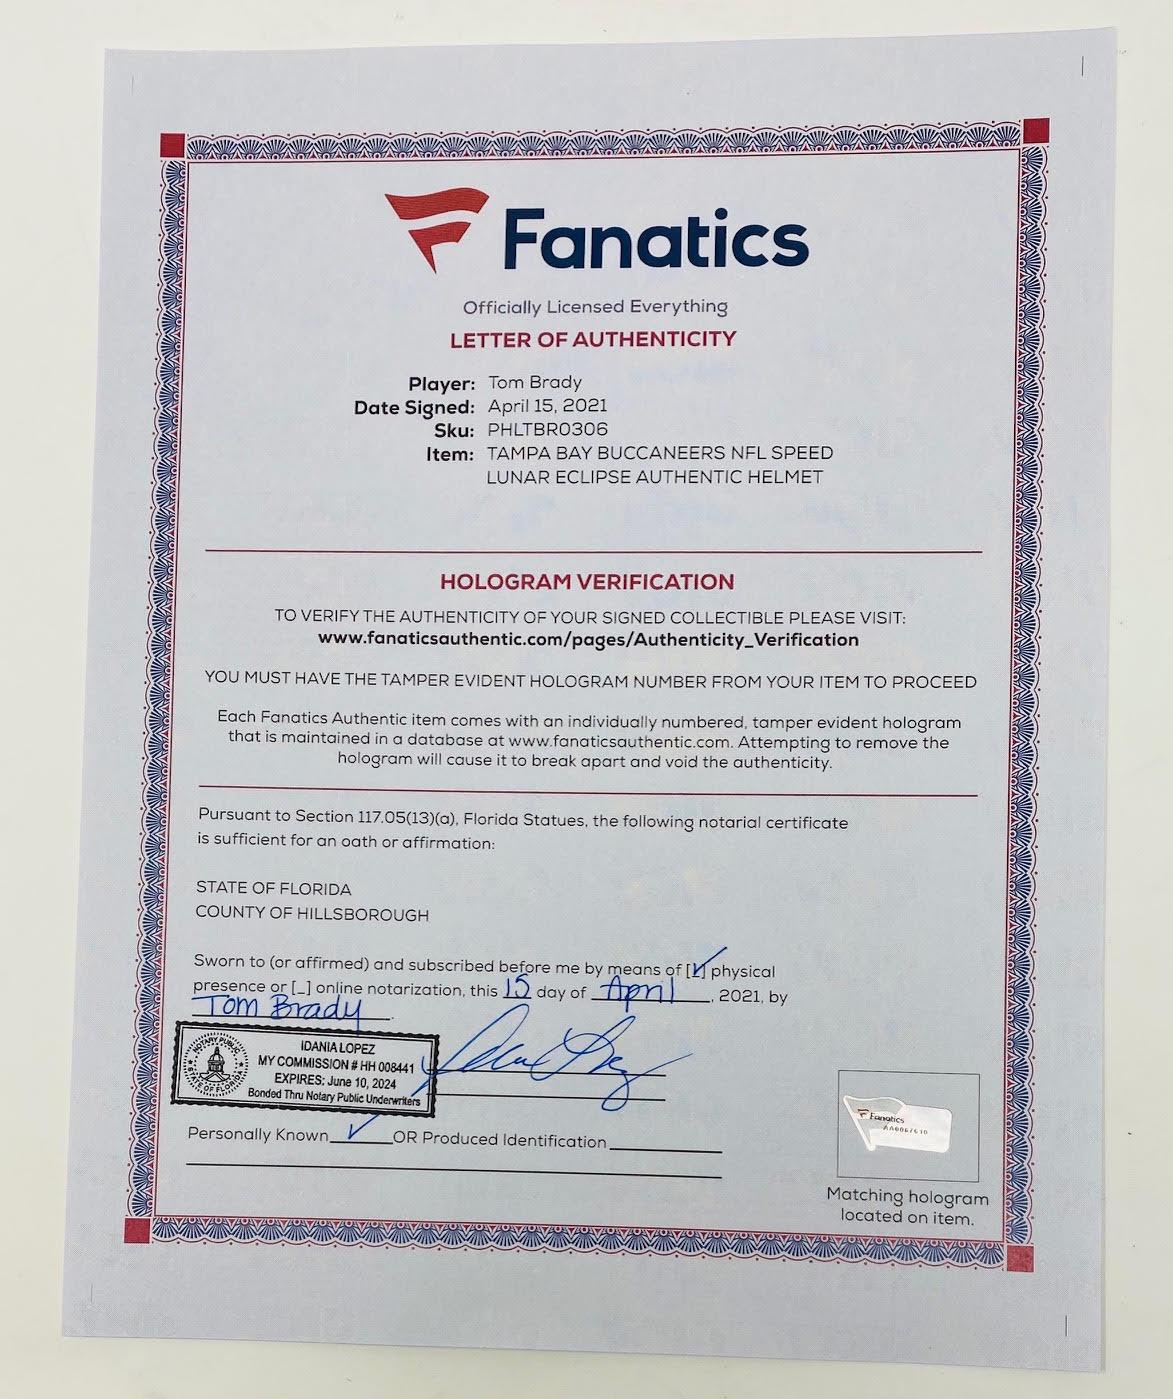 Fanatics
Officially Licensed Everything
LETTER OF AUTHENTICITY
Player: Tom Brady
Date Signed: April 15, 2021
Sku: PHLTBR0306
Item: TAMPA BAY BUCCANEERS NFL SPEED
LUNAR ECLIPSE AUTHENTIC HELMET
HOLOGRAM VERIFICATION
TO VERIFY THE AUTHENTICITY OF YOUR SIGNED COLLECTIBLE PLEASE VISIT:
www.fanaticsauthentic.com/pages/Authenticity_Verification
YOU MUST HAVE THE TAMPER EVIDENT HOLOGRAM NUMBER FROM YOUR ITEM TO PROCEED
Each Fanatics Authentic item comes with an individually numbered, tamper evident hologram
that is maintained in a database at www.fanaticsauthentic.com. Attempting to remove the
hologram will cause it to break apart and void the authenticity.
Pursuant to Section 117.05(13)(a), Florida Statues, the following notarial certificate
is sufficient for an oath or affirmation:
STATE OF FLORIDA
COUNTY OF HILLSBOROUGH
Sworn to (or affirmed) and subscribed before me by means of [✓] physical
presence or [_] online notarization, this 15 day of April, 2021, by
Tom Brady.
NOTARY PUBLIC
STATE OF FLORIDA
IDANIA LOPEZ
MY COMMISSION # HH 008441
EXPIRES: June 10, 2024
Bonded Thru Notary Public Underwriters
Personally Known ✓ OR Produced Identification
Fanatics
Matching hologram
located on item.